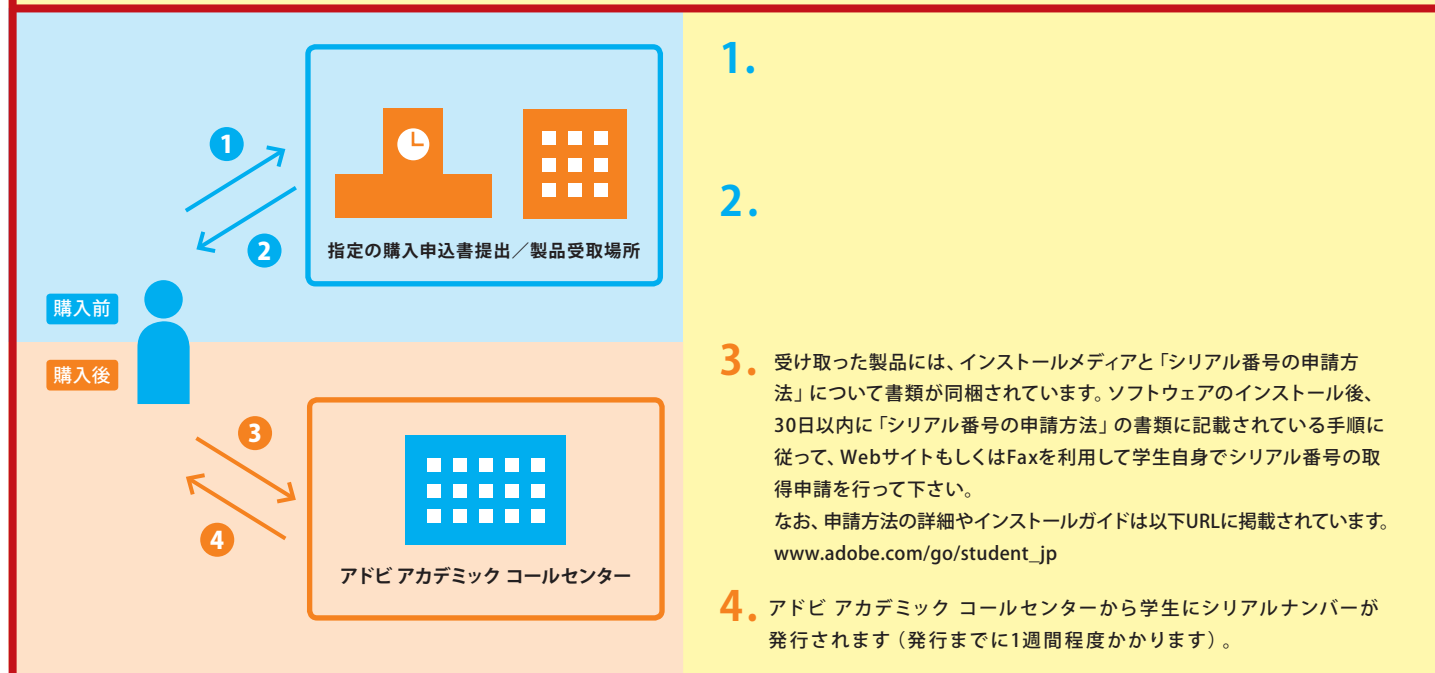 1
2
指定の購入申込書提出／製品受取場所
購入前
購入後
3
4
アドビ アカデミック コールセンター
1.
2.
3. 受け取った製品には、インストールメディアと「シリアル番号の申請方
法」について書類が同梱されています。ソフトウェアのインストール後、
30日以内に「シリアル番号の申請方法」の書類に記載されている手順に
従って、WebサイトもしくはFaxを利用して学生自身でシリアル番号の取
得申請を行って下さい。
なお、申請方法の詳細やインストールガイドは以下URLに掲載されています。
www.adobe.com/go/student_jp
4. アドビ アカデミック コールセンターから学生にシリアルナンバーが
発行されます（発行までに1週間程度かかります）。